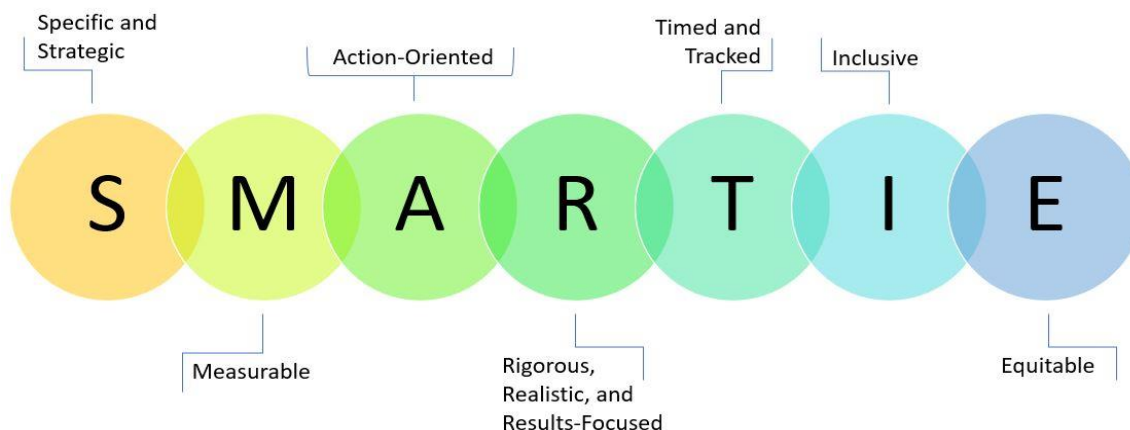 Specific and
Strategic
Action-Oriented
Timed and
Tracked
Inclusive
S M A R T I E
Measurable
Rigorous,
Realistic, and
Results-Focused
Equitable